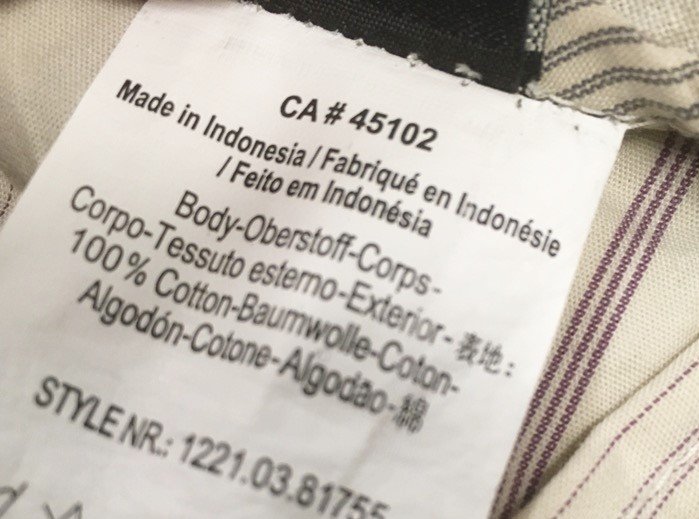 CA # 45102
Made in Indonesia / Fabriqué en Indonésie
/ Feito em Indonésia
Body-Oberstoff-Corps-
Corpo-Tessuto esterno-Exterior-表地:
100% Cotton-Baumwolle-Coton-
Algodón-Cotone-Algodão-綿
STYLE NR.: 1221.03.81755